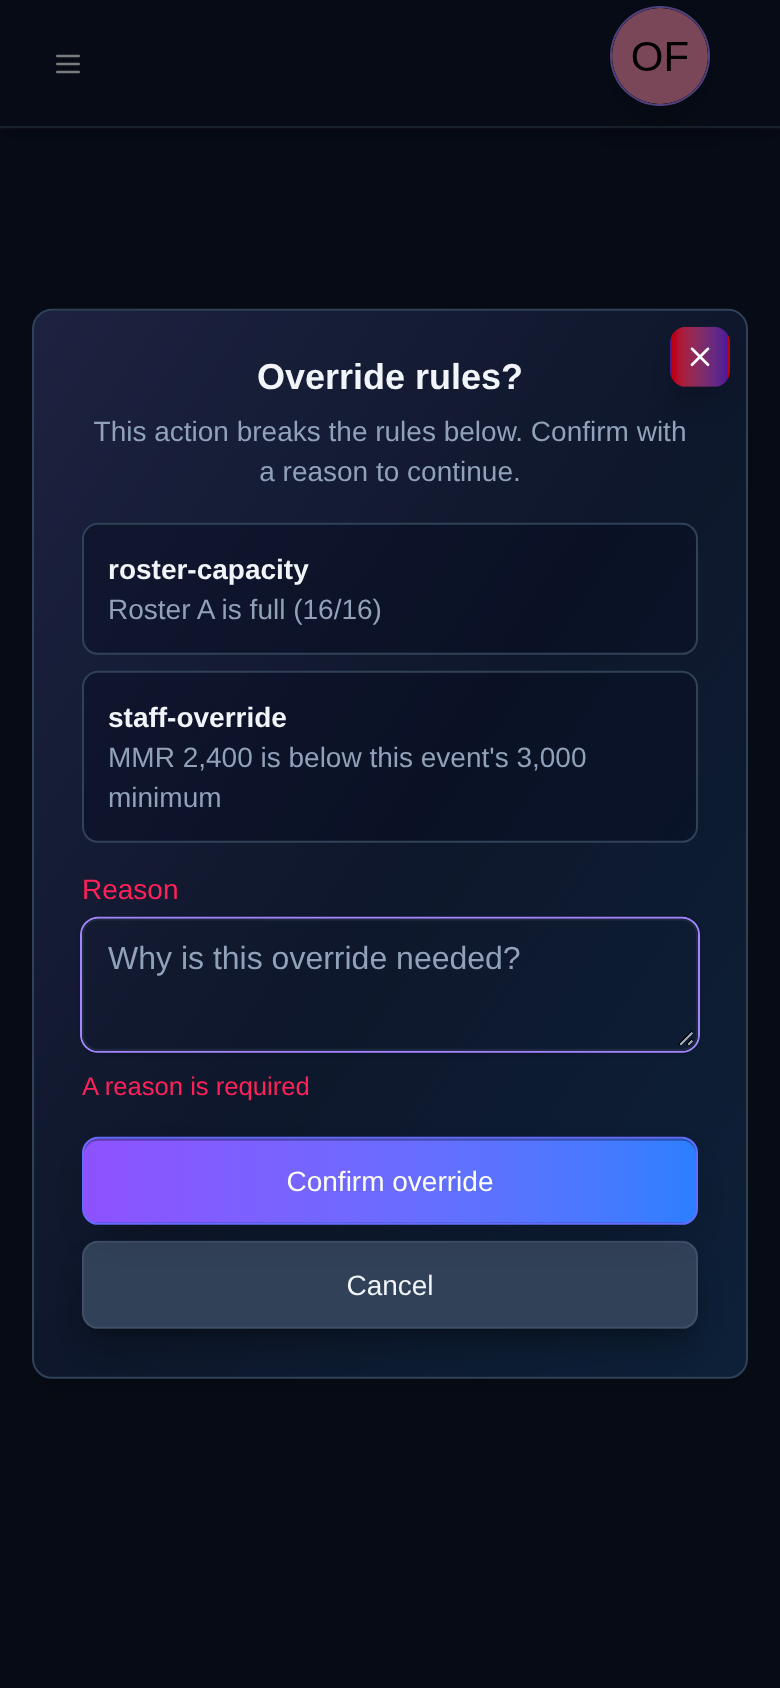 OF
Override rules?
This action breaks the rules below. Confirm with
a reason to continue.
roster-capacity
Roster A is full (16/16)
staff-override
MMR 2,400 is below this event's 3,000
minimum
Reason
Why is this override needed?
A reason is required
Confirm override
Cancel